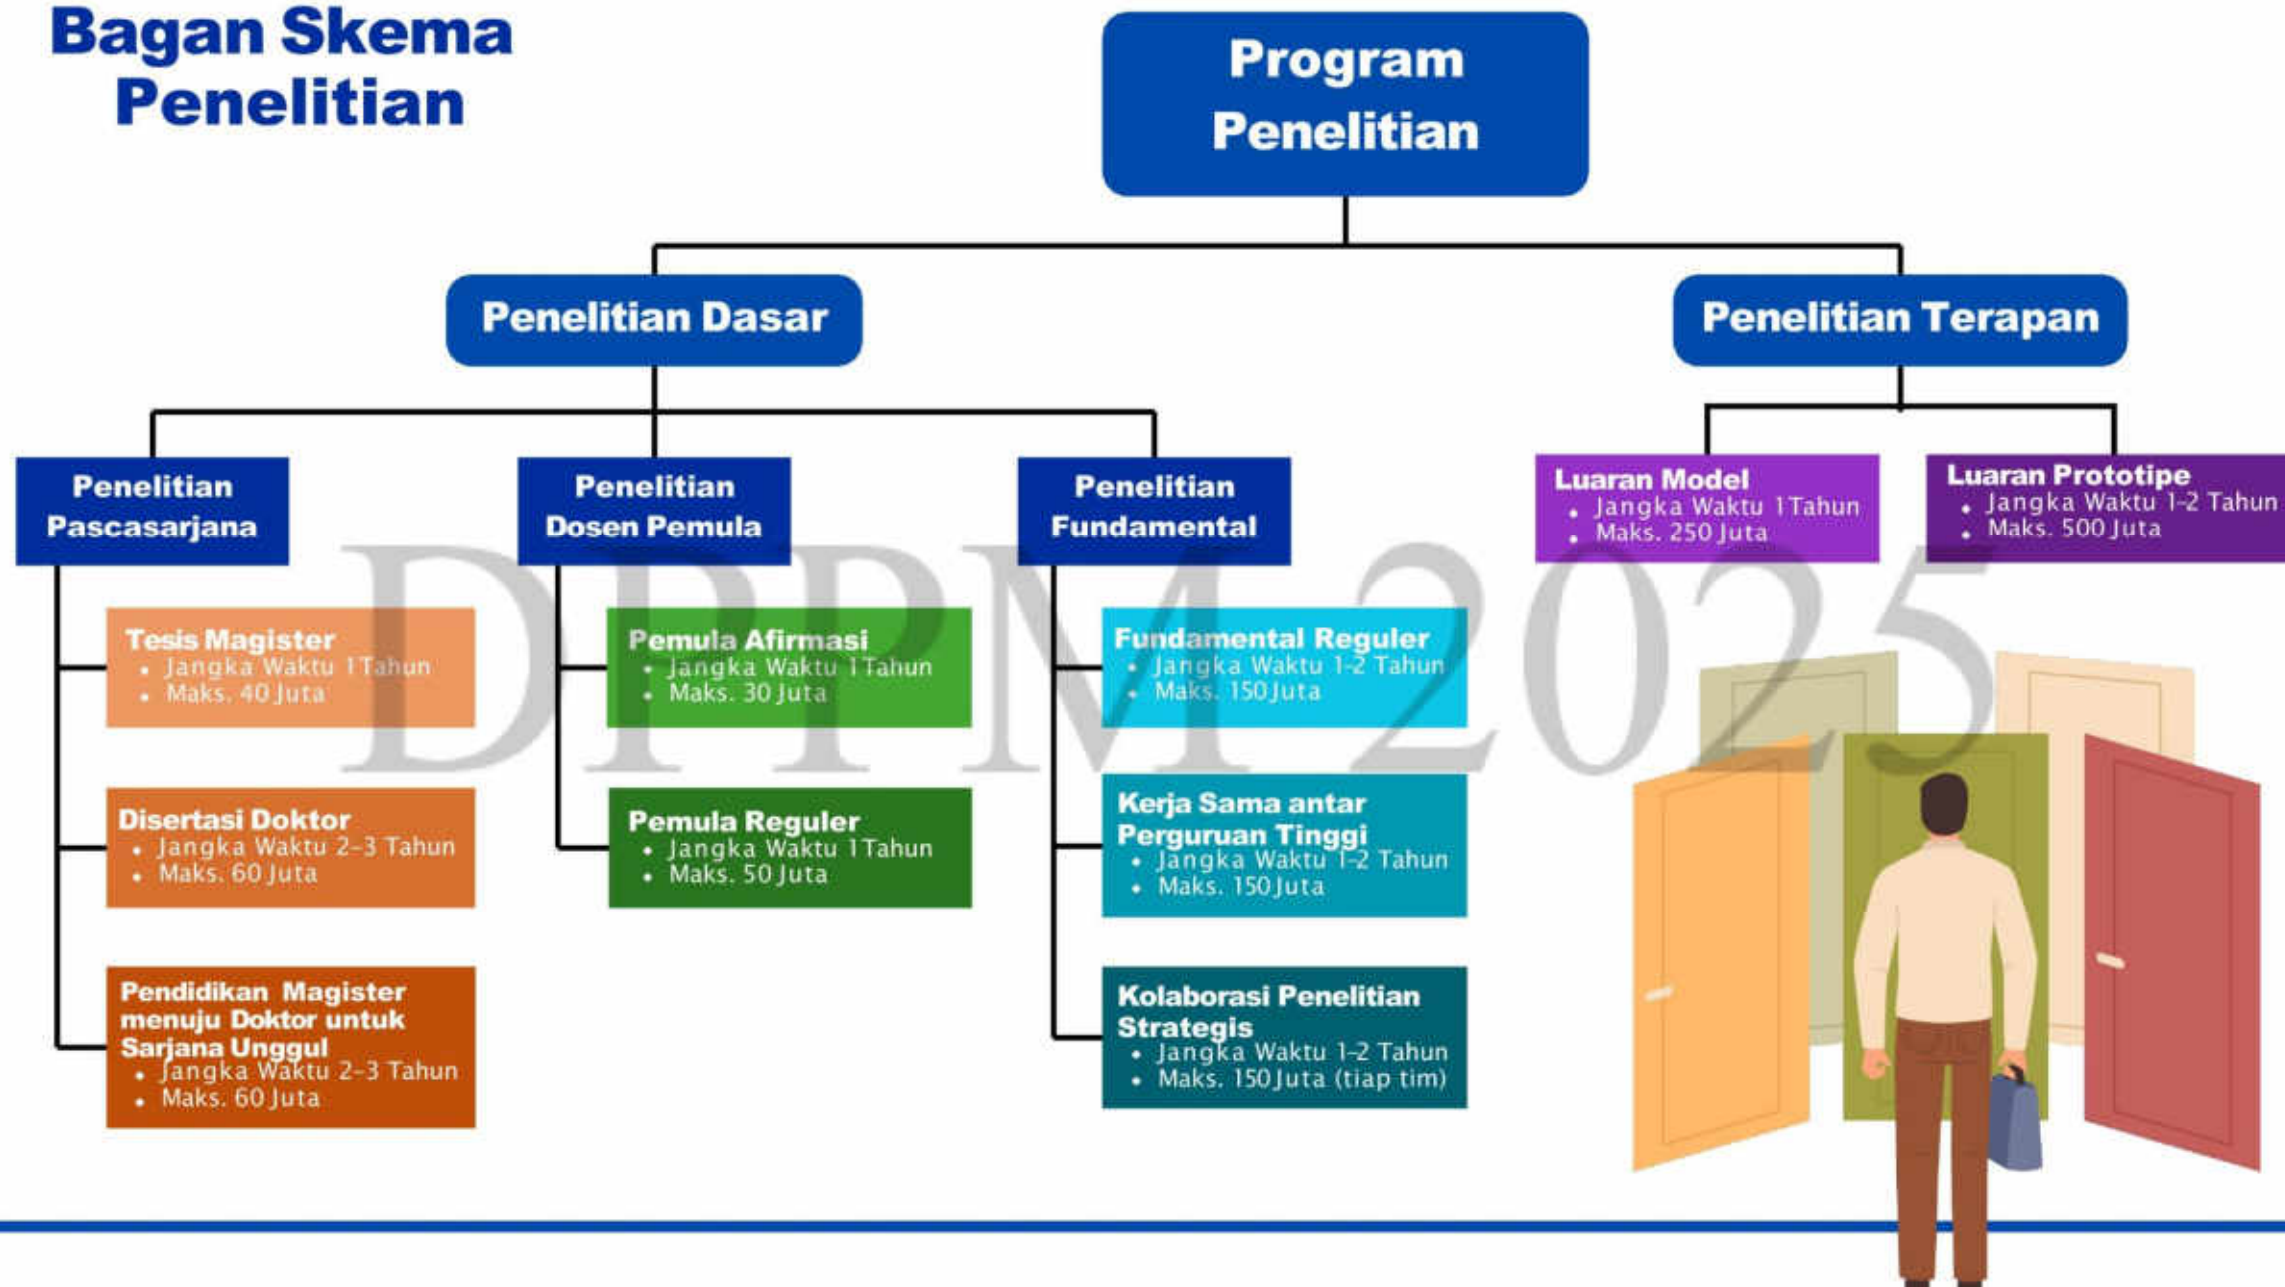 Bagan Skema
Penelitian
Program
Penelitian
Penelitian Dasar
Penelitian Terapan
Penelitian
Pascasarjana
Penelitian
Dosen Pemula
Penelitian
Fundamental
Luaran Model
• Jangka Waktu 1 Tahun
• Maks. 250 Juta
Luaran Prototipe
• Jangka Waktu 1-2 Tahun
• Maks. 500 Juta
Tesis Magister
• Jangka Waktu 1 Tahun
• Maks. 40 Juta
Disertasi Doktor
• Jangka Waktu 2-3 Tahun
• Maks. 60 Juta
Pendidikan Magister
menuju Doktor untuk
Sarjana Unggul
• Jangka Waktu 2-3 Tahun
• Maks. 60 Juta
Pemula Afirmasi
• Jangka Waktu 1 Tahun
• Maks. 30 Juta
Pemula Reguler
• Jangka Waktu 1 Tahun
• Maks. 50 Juta
Fundamental Reguler
• Jangka Waktu 1-2 Tahun
• Maks. 150 Juta
Kerja Sama antar
Perguruan Tinggi
• Jangka Waktu 1-2 Tahun
• Maks. 150 Juta
Kolaborasi Penelitian
Strategis
• Jangka Waktu 1-2 Tahun
• Maks. 150 Juta (tiap tim)
DPPM 2025